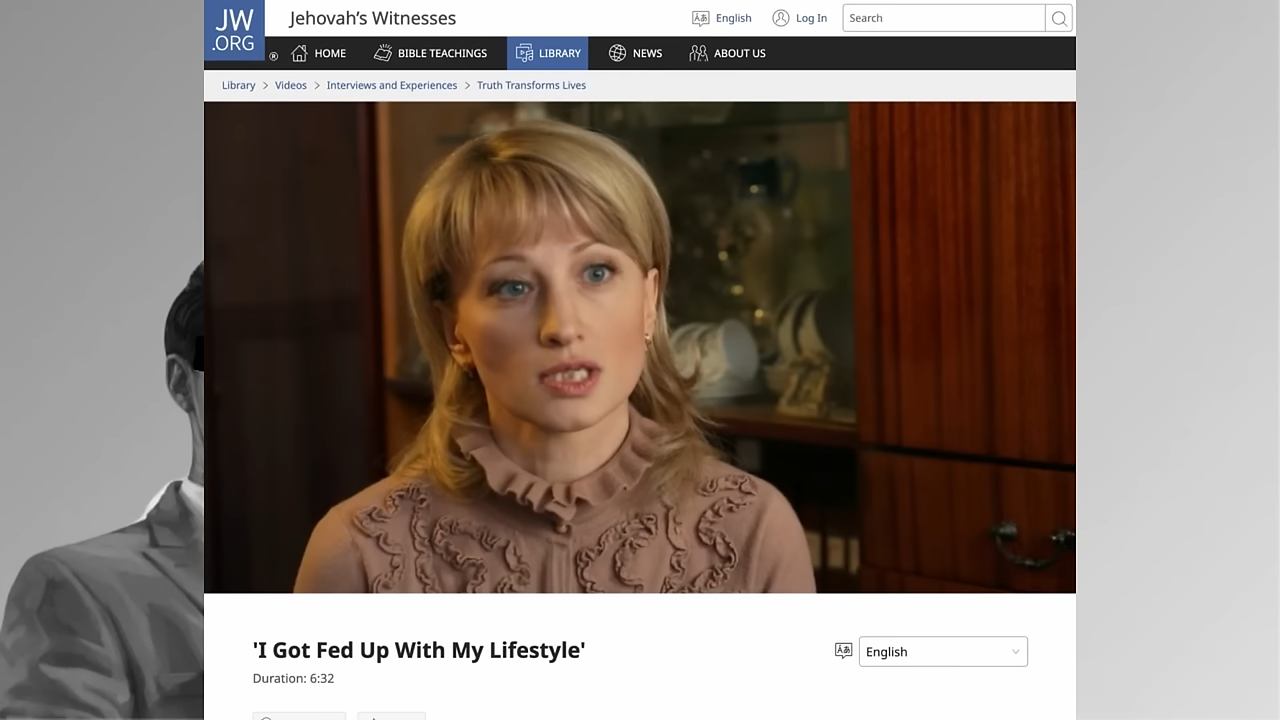 JW
.ORG
®
Jehovah’s Witnesses
English
Log In
Search
HOME
BIBLE TEACHINGS
LIBRARY
NEWS
ABOUT US
Library > Videos > Interviews and Experiences > Truth Transforms Lives
'I Got Fed Up With My Lifestyle'
English
Duration: 6:32